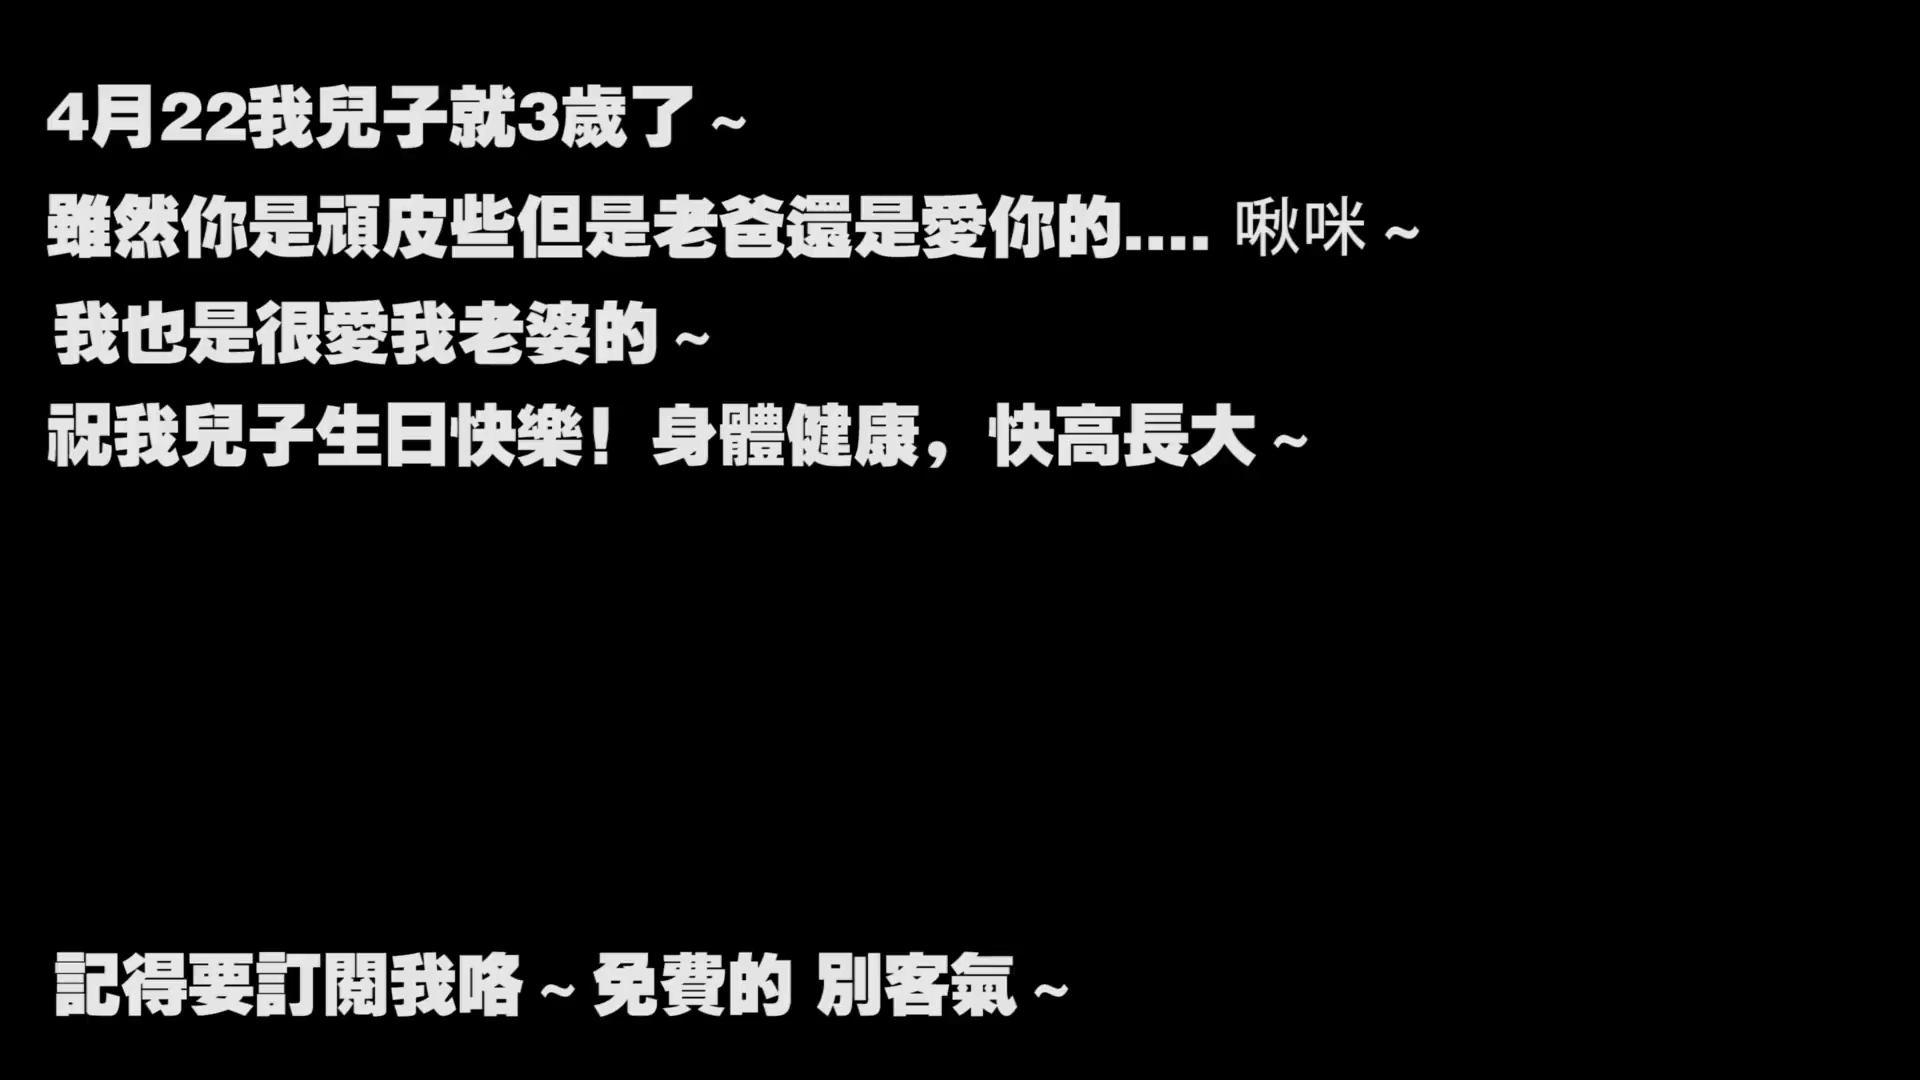 4月22我兒子就3歲了~
雖然你是頑皮些但是老爸還是愛你的.... 啾咪~
我也是很愛我老婆的~
祝我兒子生日快樂！身體健康，快高長大~
記得要訂閱我咯~免費的 別客氣~